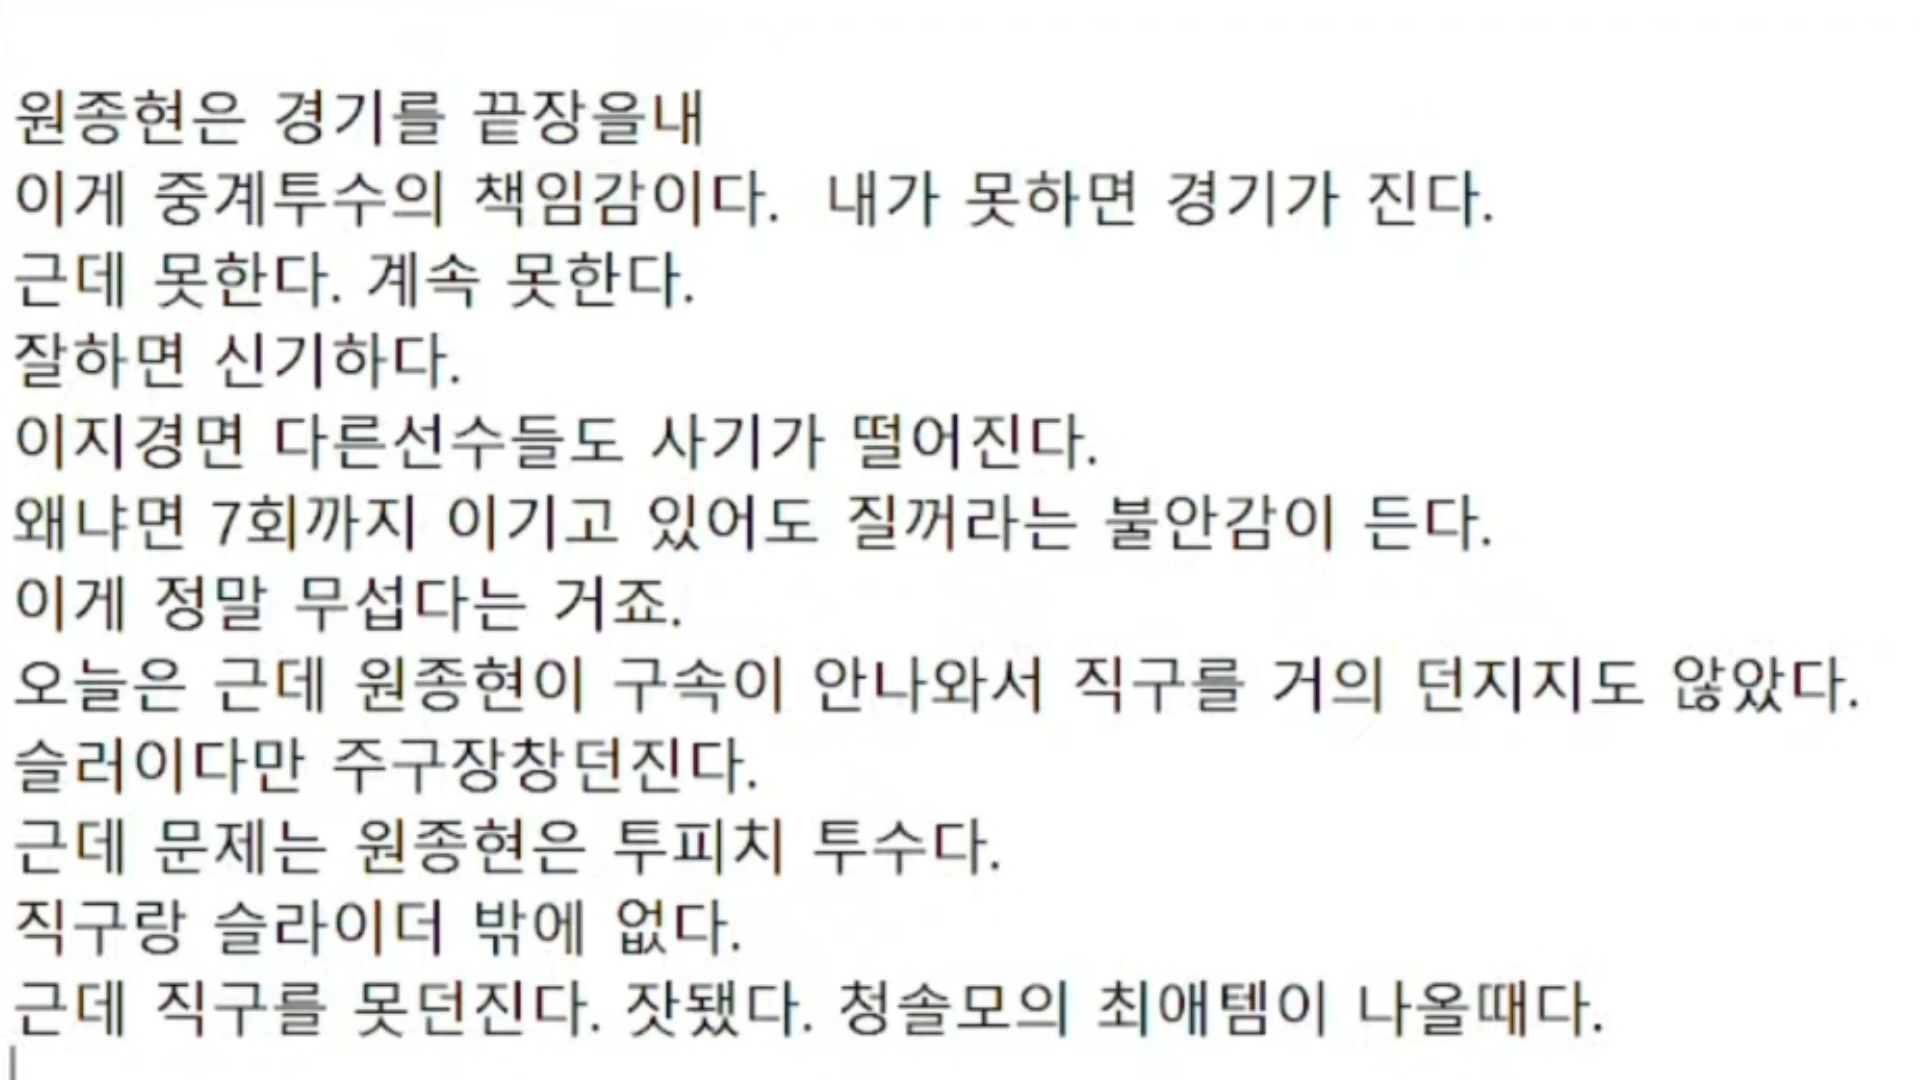 원종현은 경기를 끝장을내
이게 중계투수의 책임감이다.  내가 못하면 경기가 진다.
근데 못한다. 계속 못한다.
잘하면 신기하다.
이지경면 다른선수들도 사기가 떨어진다.
왜냐면 7회까지 이기고 있어도 질꺼라는 불안감이 든다.
이게 정말 무섭다는 거죠.
오늘은 근데 원종현이 구속이 안나와서 직구를 거의 던지지도 않았다.
슬러이다만 주구장창던진다.
근데 문제는 원종현은 투피치 투수다.
직구랑 슬라이더 밖에 없다.
근데 직구를 못던진다. 잣됐다. 청솔모의 최애템이 나올때다.